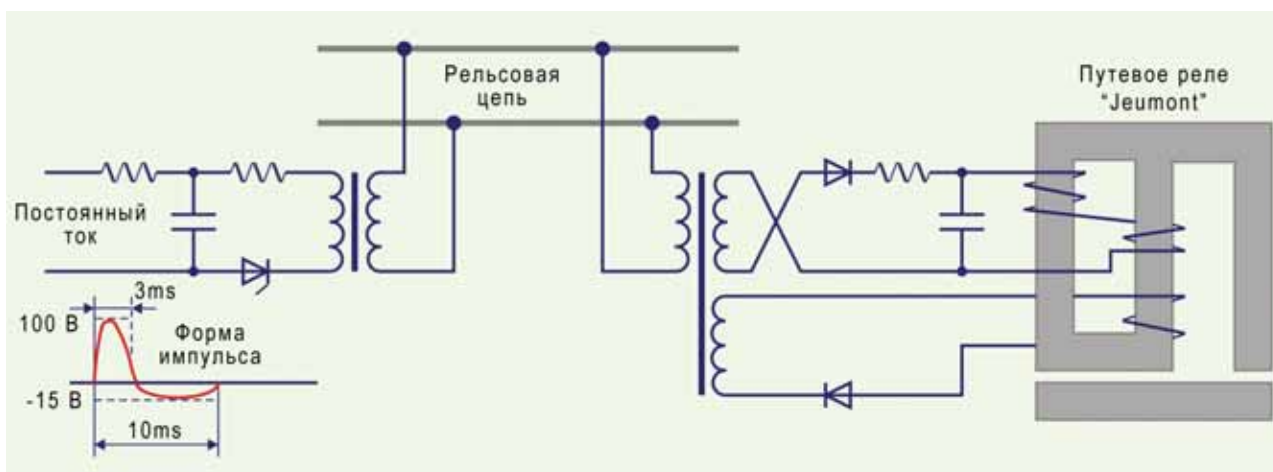 Рельсовая
цепь
Путевое реле
“Jeumont”
Постоянный
ток
3ms
100 В
Форма
импульса
-15 В
10ms